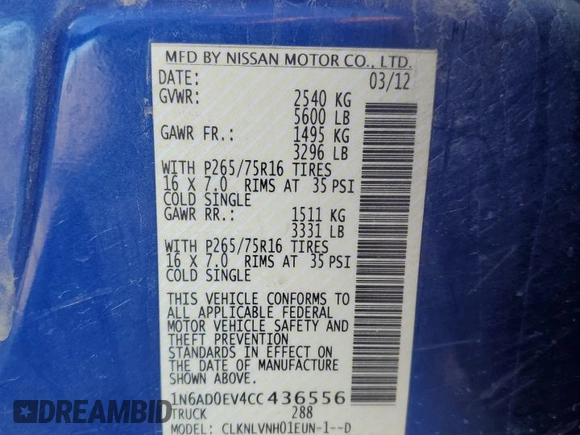 MFD BY NISSAN MOTOR CO., LTD.
DATE: 03/12
GVWR: 2540 KG
5600 LB
GAWR FR.: 1495 KG
3296 LB
WITH P265/75R16 TIRES
16 X 7.0 RIMS AT 35 PSI
COLD SINGLE
GAWR RR.: 1511 KG
3331 LB
WITH P265/75R16 TIRES
16 X 7.0 RIMS AT 35 PSI
COLD SINGLE
THIS VEHICLE CONFORMS TO
ALL APPLICABLE FEDERAL
MOTOR VEHICLE SAFETY AND
THEFT PREVENTION
STANDARDS IN EFFECT ON
THE DATE OF MANUFACTURE
SHOWN ABOVE.
1N6AD0EV4CC436556
TRUCK 288
MODEL: CLKNLVNH01EUN-1--D
DREAMBID